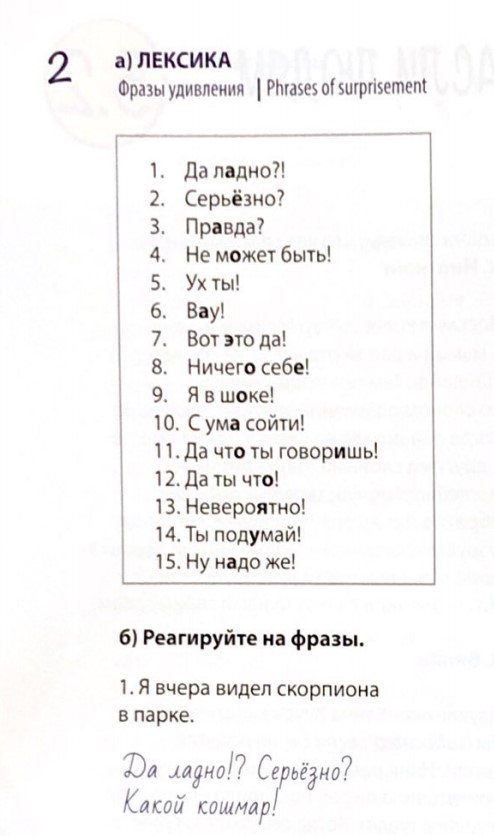 2 а) ЛЕКСИКА
Фразы удивления | Phrases of surprisement
1. Да ладно?!
2. Серьёзно?
3. Правда?
4. Не может быть!
5. Ух ты!
6. Вау!
7. Вот это да!
8. Ничего себе!
9. Я в шоке!
10. С ума сойти!
11. Да что ты говоришь!
12. Да ты что!
13. Невероятно!
14. Ты подумай!
15. Ну надо же!
б) Реагируйте на фразы.
1. Я вчера видел скорпиона
в парке.
Да ладно!? Серьёзно?
Какой кошмар!